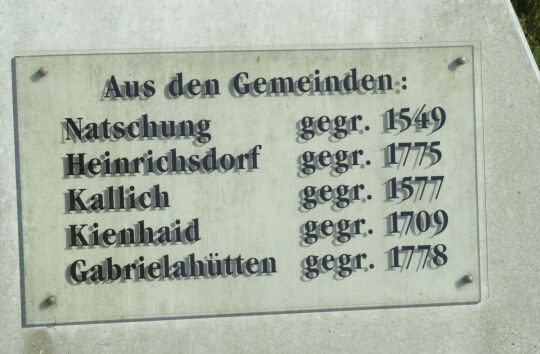 Aus den Gemeinden:
Natschung gegr. 1549
Heinrichsdorf gegr. 1775
Kallich gegr. 1577
Kienhaid gegr. 1709
Gabrielahütten gegr. 1778